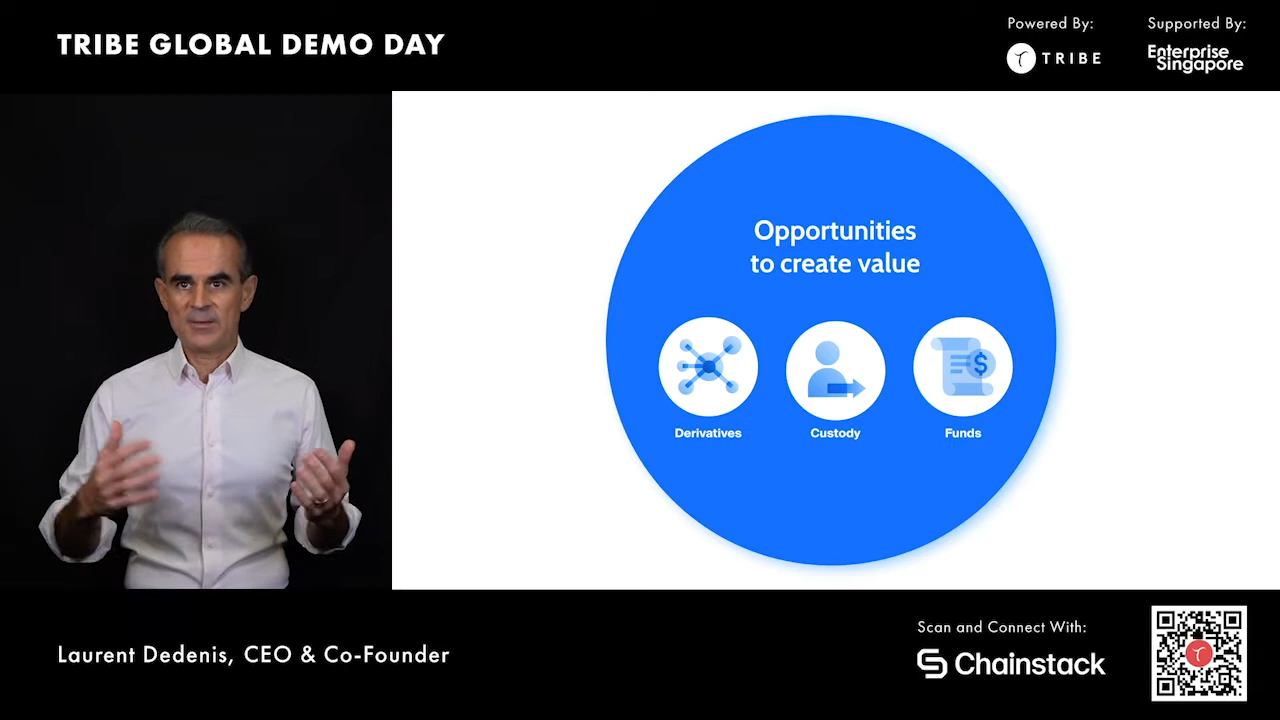 TRIBE GLOBAL DEMO DAY
Powered By:
TRIBE
Supported By:
Enterprise
Singapore
Opportunities
to create value
Derivatives
Custody
Funds
Laurent Dedenis, CEO & Co-Founder
Scan and Connect With:
Chainstack